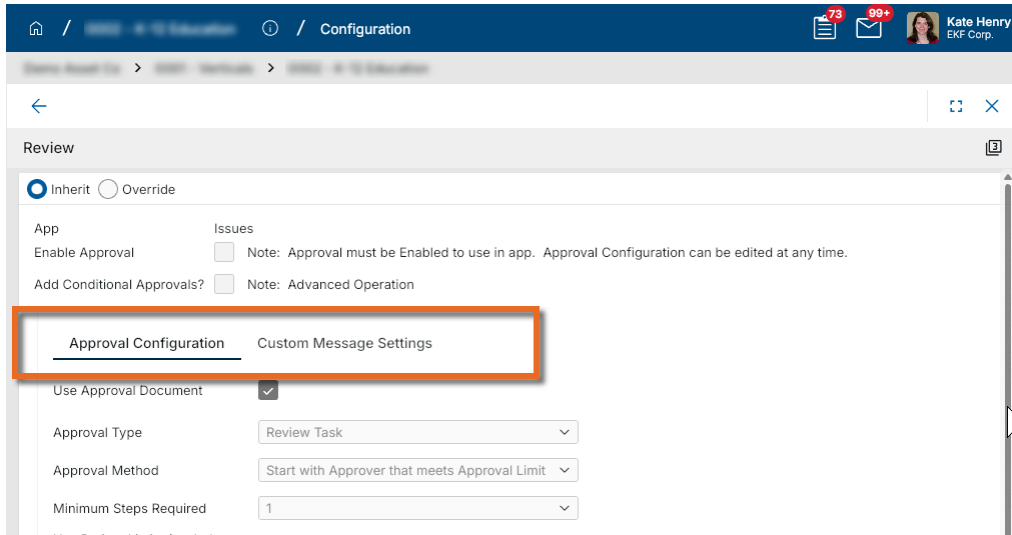 / / Configuration 73 99+ Kate Henry
EKF Corp.
> >
Review 3
Inherit Override
App Issues
Enable Approval Note: Approval must be Enabled to use in app. Approval Configuration can be edited at any time.
Add Conditional Approvals? Note: Advanced Operation
Approval Configuration Custom Message Settings
Use Approval Document
Approval Type Review Task
Approval Method Start with Approver that meets Approval Limit
Minimum Steps Required 1